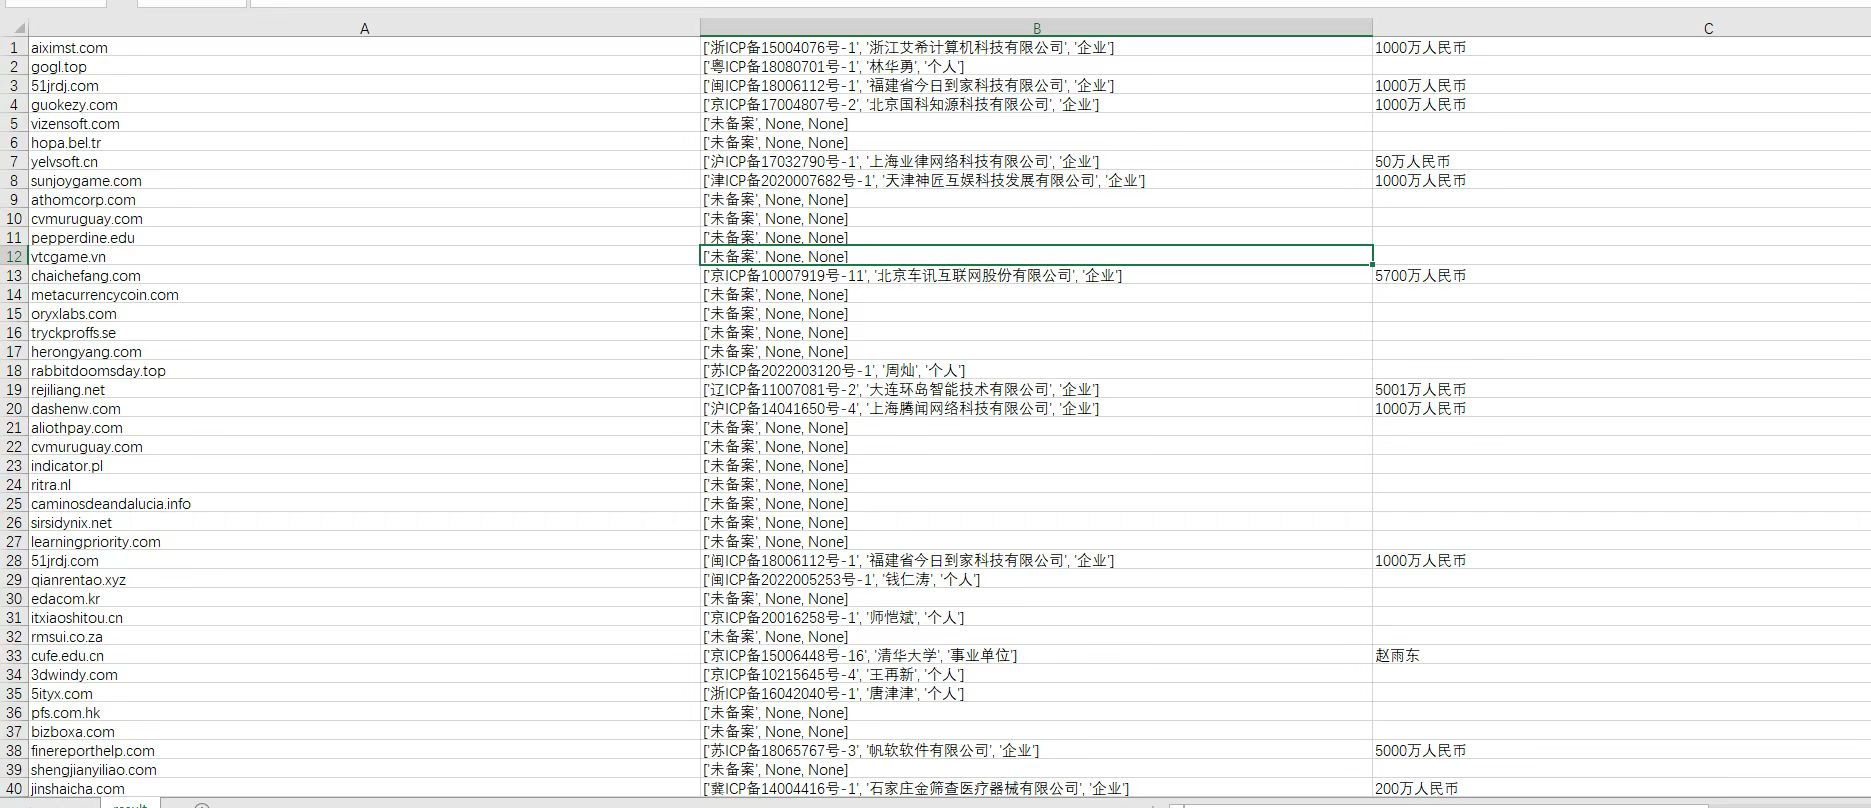 A B C
1 aiximst.com ['浙ICP备15004076号-1', '浙江艾希计算机科技有限公司', '企业'] 1000万人民币
2 gogl.top ['粤ICP备18080701号-1', '林华勇', '个人']
3 51jrdj.com ['闽ICP备18006112号-1', '福建省今日到家科技有限公司', '企业'] 1000万人民币
4 guokezy.com ['京ICP备17004807号-2', '北京国科知源科技有限公司', '企业'] 1000万人民币
5 vizensoft.com ['未备案', None, None]
6 hopa.bel.tr ['未备案', None, None]
7 yelvsoft.cn ['沪ICP备17032790号-1', '上海业律网络科技有限公司', '企业'] 50万人民币
8 sunjoygame.com ['津ICP备2020007682号-1', '天津神匠互娱科技发展有限公司', '企业'] 1000万人民币
9 athomcorp.com ['未备案', None, None]
10 cvmuruguay.com ['未备案', None, None]
11 pepperdine.edu ['未备案', None, None]
12 vtcgame.vn ['未备案', None, None]
13 chaichefang.com ['京ICP备10007919号-11', '北京车讯互联网股份有限公司', '企业'] 5700万人民币
14 metacurrencycoin.com ['未备案', None, None]
15 oryxlabs.com ['未备案', None, None]
16 tryckproffs.se ['未备案', None, None]
17 herongyang.com ['未备案', None, None]
18 rabbitdoomsday.top ['苏ICP备2022003120号-1', '周灿', '个人']
19 rejiliang.net ['辽ICP备11007081号-2', '大连环岛智能技术有限公司', '企业'] 5001万人民币
20 dashenw.com ['沪ICP备14041650号-4', '上海腾闻网络科技有限公司', '企业'] 1000万人民币
21 aliothpay.com ['未备案', None, None]
22 cvmuruguay.com ['未备案', None, None]
23 indicator.pl ['未备案', None, None]
24 ritra.nl ['未备案', None, None]
25 caminosdeandalucia.info ['未备案', None, None]
26 sirsidynix.net ['未备案', None, None]
27 learningpriority.com ['未备案', None, None]
28 51jrdj.com ['闽ICP备18006112号-1', '福建省今日到家科技有限公司', '企业'] 1000万人民币
29 qianrentao.xyz ['闽ICP备2022005253号-1', '钱仁涛', '个人']
30 edacom.kr ['未备案', None, None]
31 itxiaoshitou.cn ['京ICP备20016258号-1', '师恺斌', '个人']
32 rmsui.co.za ['未备案', None, None]
33 cufe.edu.cn ['京ICP备15006448号-16', '清华大学', '事业单位'] 赵雨东
34 3dwindy.com ['京ICP备10215645号-4', '王再新', '个人']
35 5ityx.com ['浙ICP备16042040号-1', '唐津津', '个人']
36 pfs.com.hk ['未备案', None, None]
37 bizboxa.com ['未备案', None, None]
38 finereporthelp.com ['苏ICP备18065767号-3', '帆软软件有限公司', '企业'] 5000万人民币
39 shengjianyiliao.com ['未备案', None, None]
40 jinshaicha.com ['冀ICP备14004416号-1', '石家庄金筛查医疗器械有限公司', '企业'] 200万人民币